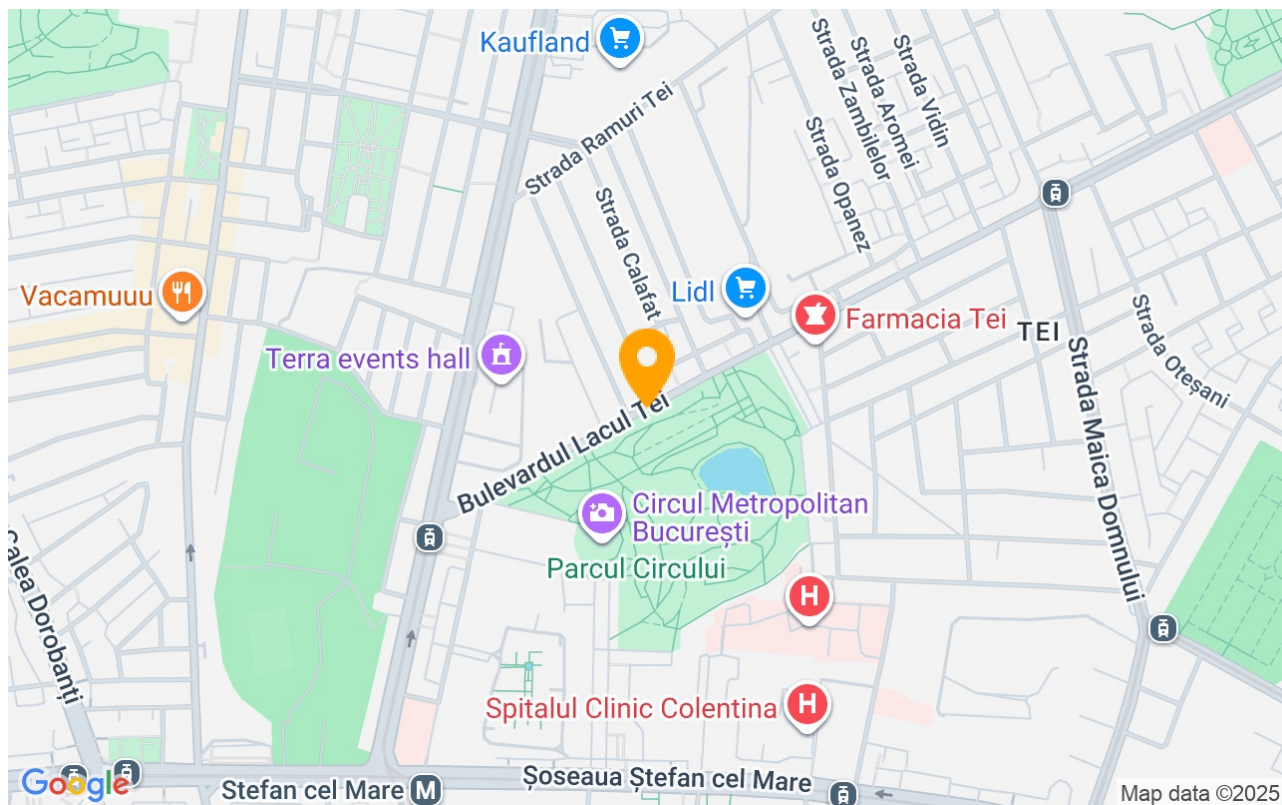 Kaufland
Strada Ramuri Tei
Strada Zambilelor
Strada Aromei
Strada Vidin
Strada Opanez
Strada Calafat
Vacamuuu
Lidl
Farmacia Tei
TEI
Terra events hall
Strada Oteșani
Strada Maica Domnului
Bulevardul Lacul Tei
Circul Metropolitan
București
Parcul Circului
H
Calea Dorobanți
Spitalul Clinic Colentina
H
Google
Stefan cel Mare
M
Șoseaua Ștefan cel Mare
Map data ©2025